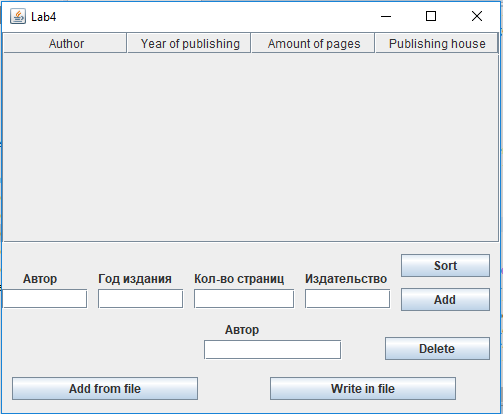 Lab4
Author Year of publishing Amount of pages Publishing house
Sort
Автор Год издания Кол-во страниц Издательство
Add
Автор
Delete
Add from file Write in file